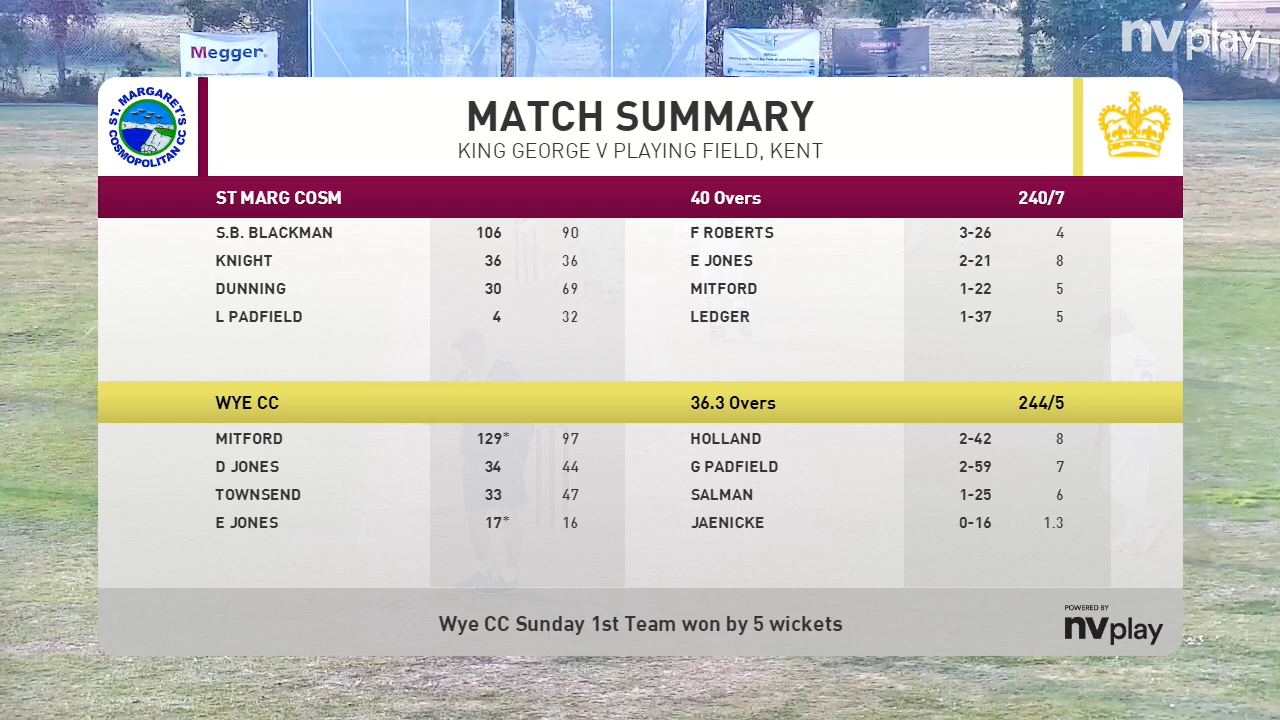 Megger.
nvplay
ST. MARGARET'S
COSMOPOLITAN CC
MATCH SUMMARY
KING GEORGE V PLAYING FIELD, KENT
ST MARG COSM 40 Overs 240/7
S.B. BLACKMAN 106 90 F ROBERTS 3-26 4
KNIGHT 36 36 E JONES 2-21 8
DUNNING 30 69 MITFORD 1-22 5
L PADFIELD 4 32 LEDGER 1-37 5
WYE CC 36.3 Overs 244/5
MITFORD 129* 97 HOLLAND 2-42 8
D JONES 34 44 G PADFIELD 2-59 7
TOWNSEND 33 47 SALMAN 1-25 6
E JONES 17* 16 JAENICKE 0-16 1.3
Wye CC Sunday 1st Team won by 5 wickets
POWERED BY
nvplay